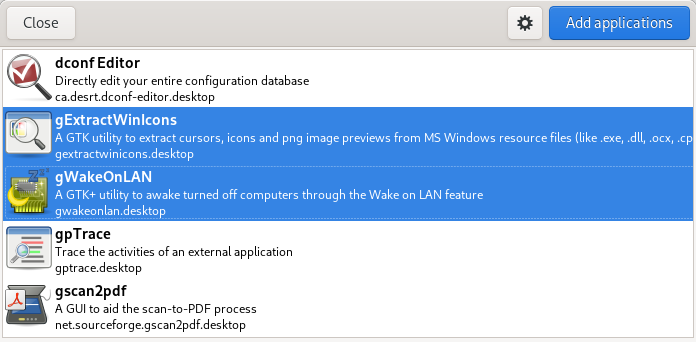 Close
Add applications
dconf Editor
Directly edit your entire configuration database
ca.desrt.dconf-editor.desktop
gExtractWinIcons
A GTK utility to extract cursors, icons and png image previews from MS Windows resource files (like .exe, .dll, .ocx, .cp
gextractwinicons.desktop
gWakeOnLAN
A GTK+ utility to awake turned off computers through the Wake on LAN feature
gwakeonlan.desktop
gpTrace
Trace the activities of an external application
gptrace.desktop
gscan2pdf
A GUI to aid the scan-to-PDF process
net.sourceforge.gscan2pdf.desktop